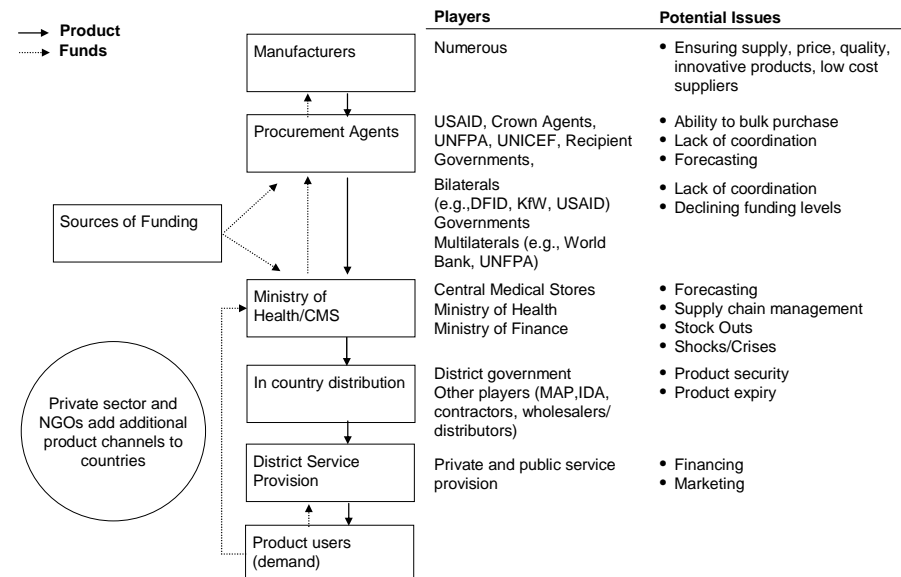 Players
Potential Issues
Product
Funds
Manufacturers
Numerous
• Ensuring supply, price, quality,
innovative products, low cost
suppliers
Procurement Agents
USAID, Crown Agents,
UNFPA, UNICEF, Recipient
Governments,
• Ability to bulk purchase
• Lack of coordination
• Forecasting
Sources of Funding
Bilaterals
(e.g.,DFID, KfW, USAID)
Governments
Multilaterals (e.g., World
Bank, UNFPA)
• Lack of coordination
• Declining funding levels
Ministry of
Health/CMS
Central Medical Stores
Ministry of Health
Ministry of Finance
• Forecasting
• Supply chain management
• Stock Outs
• Shocks/Crises
In country distribution
District government
Other players (MAP,IDA,
contractors, wholesalers/
distributors)
• Product security
• Product expiry
Private sector and
NGOs add additional
product channels to
countries
District Service
Provision
Private and public service
provision
• Financing
• Marketing
Product users
(demand)